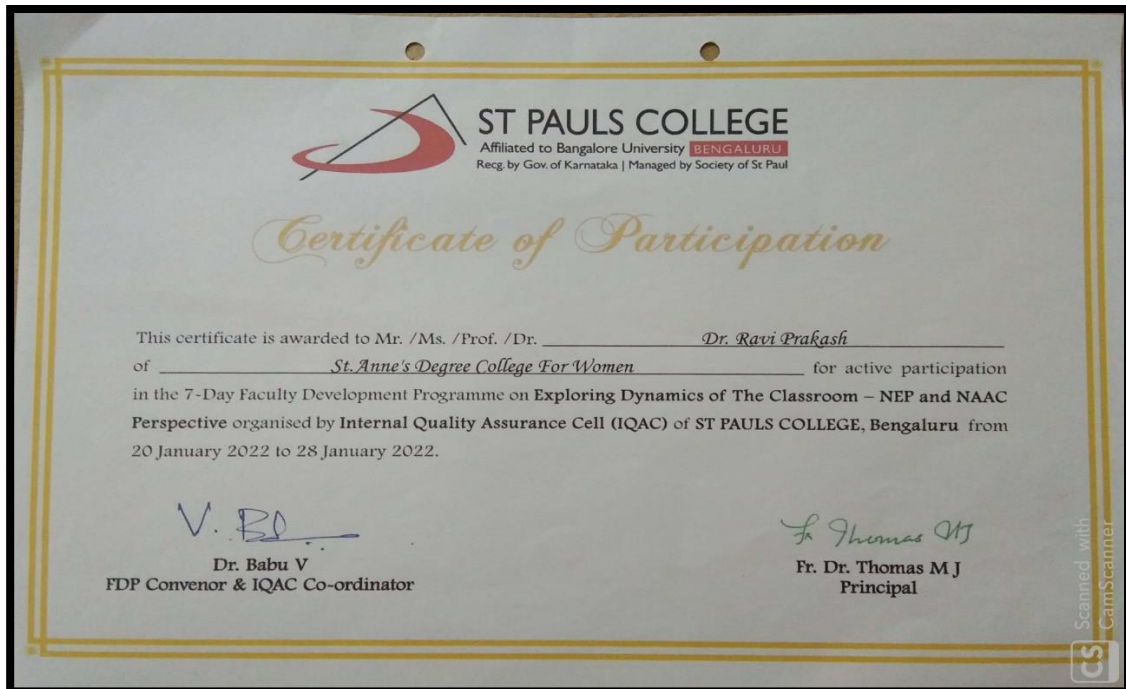 ST PAULS COLLEGE
Affiliated to Bangalore University BENGALURU
Recg. by Gov. of Karnataka | Managed by Society of St Paul
Certificate of Participation
This certificate is awarded to Mr. /Ms. /Prof. /Dr. Dr. Ravi Prakash
of St. Anne's Degree College For Women for active participation
in the 7-Day Faculty Development Programme on Exploring Dynamics of The Classroom – NEP and NAAC
Perspective organised by Internal Quality Assurance Cell (IQAC) of ST PAULS COLLEGE, Bengaluru from
20 January 2022 to 28 January 2022.
V. B
Fr Thomas MJ
Dr. Babu V
Fr. Dr. Thomas M J
FDP Convenor & IQAC Co-ordinator
Principal
CS Scanned with
CamScanner